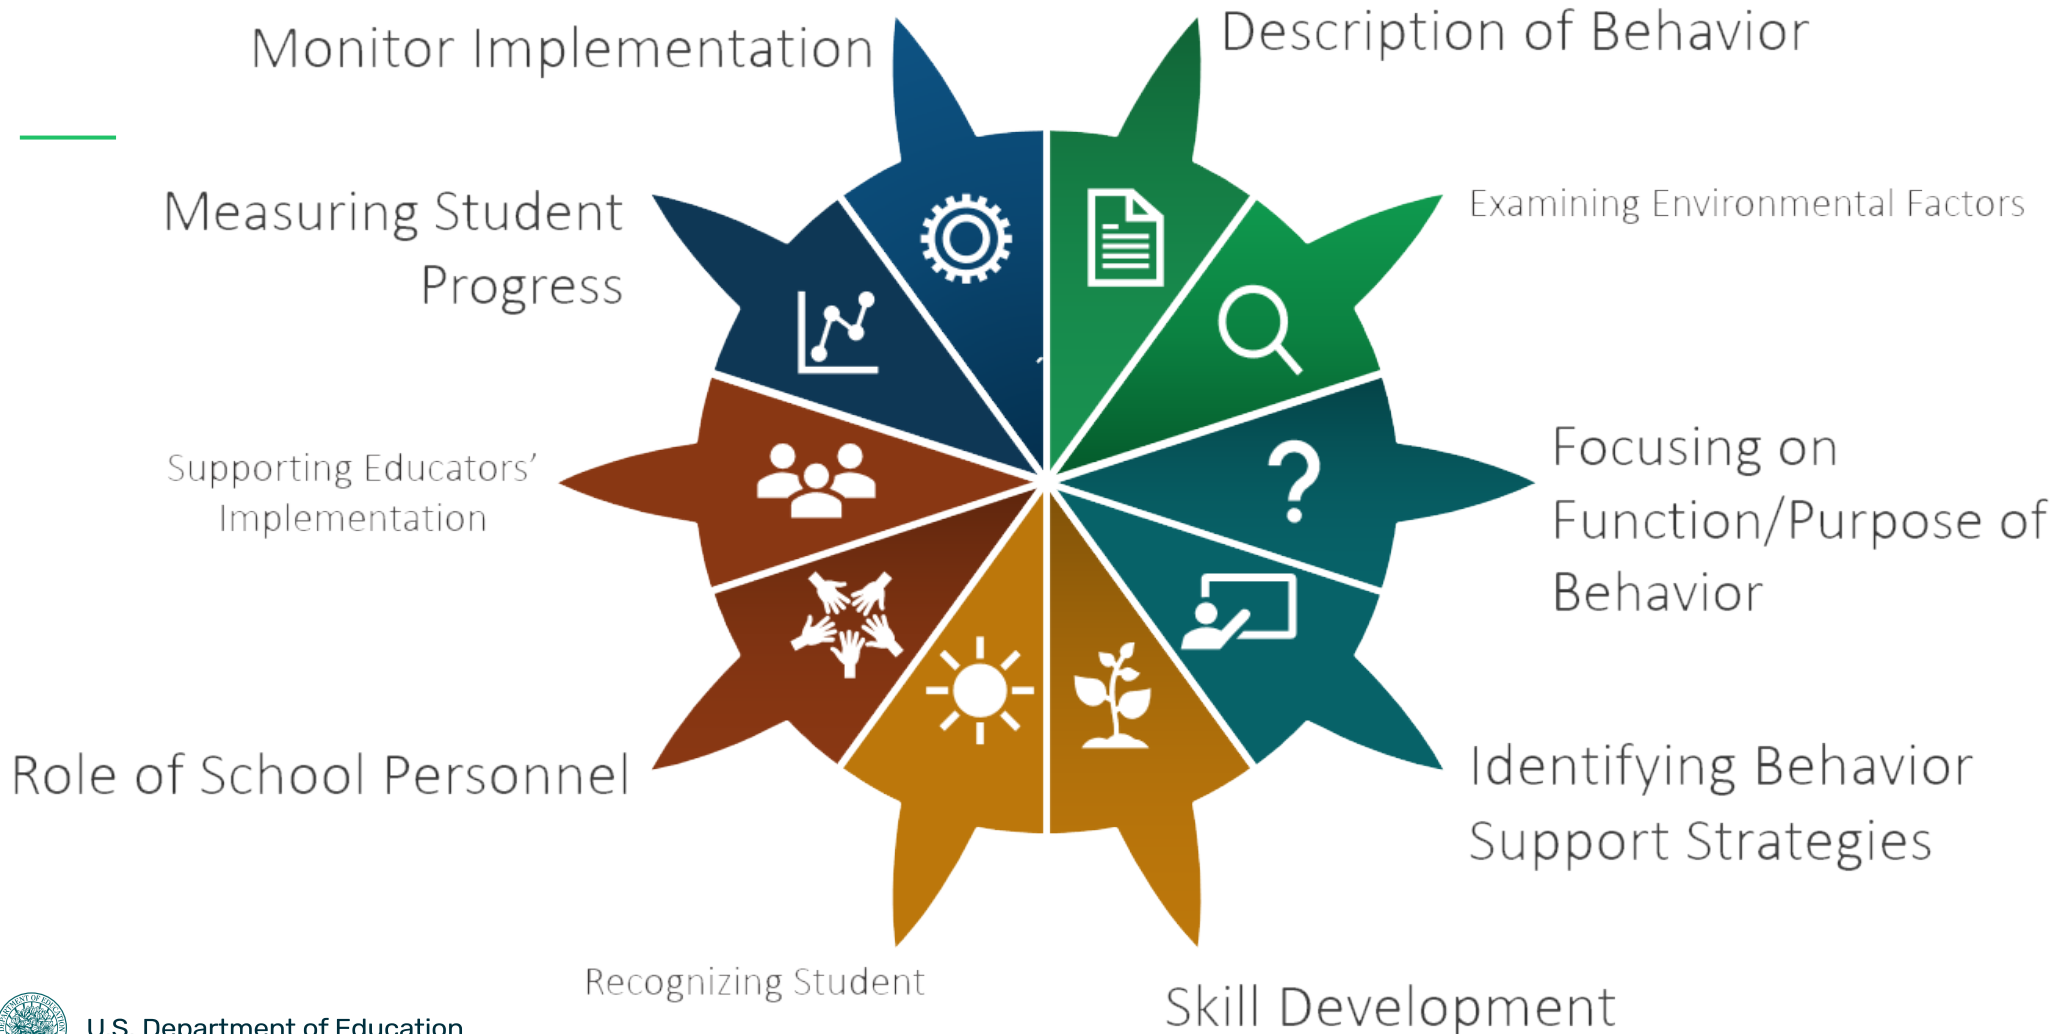 Monitor Implementation
Description of Behavior
Measuring Student
Progress
Examining Environmental Factors
Supporting Educators’
Implementation
Focusing on
Function/Purpose of
Behavior
Role of School Personnel
Identifying Behavior
Support Strategies
Recognizing Student
Skill Development
U.S. Department of Education